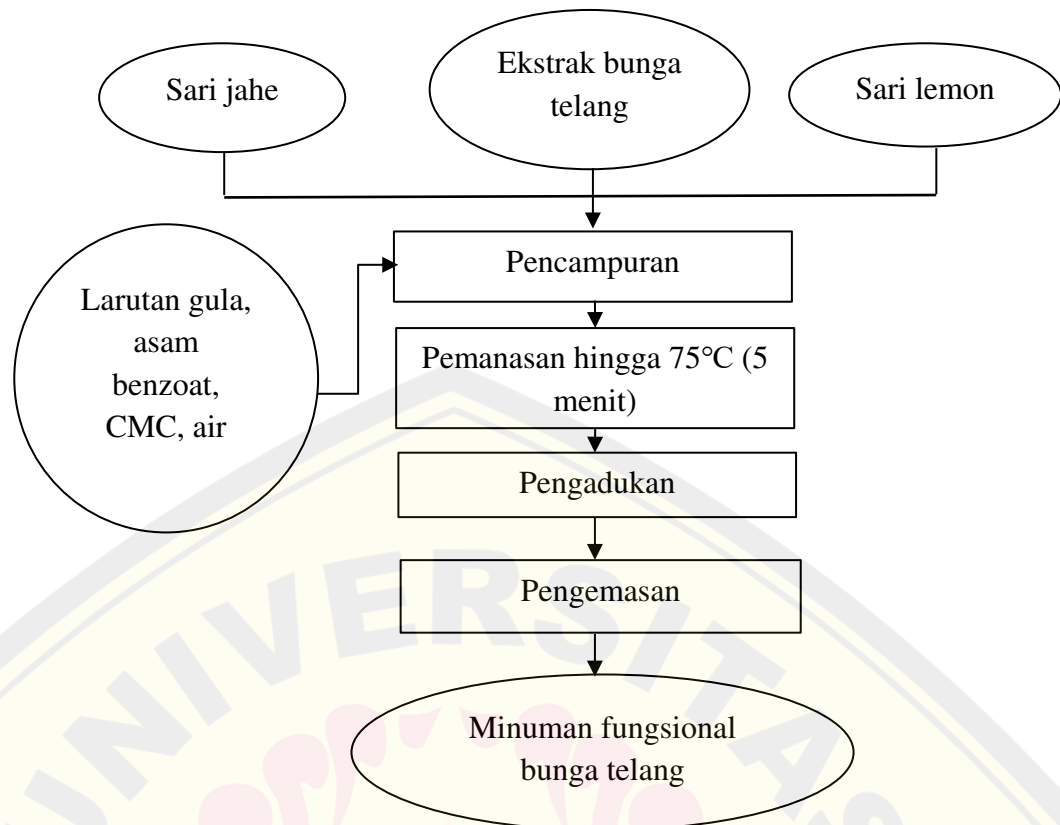 Sari jahe
Ekstrak bunga
telang
Sari lemon
Larutan gula,
asam
benzoat,
CMC, air
Pencampuran
Pemanasan hingga 75°C (5
menit)
Pengadukan
Pengemasan
Minuman fungsional
bunga telang
UNIVERSITAS